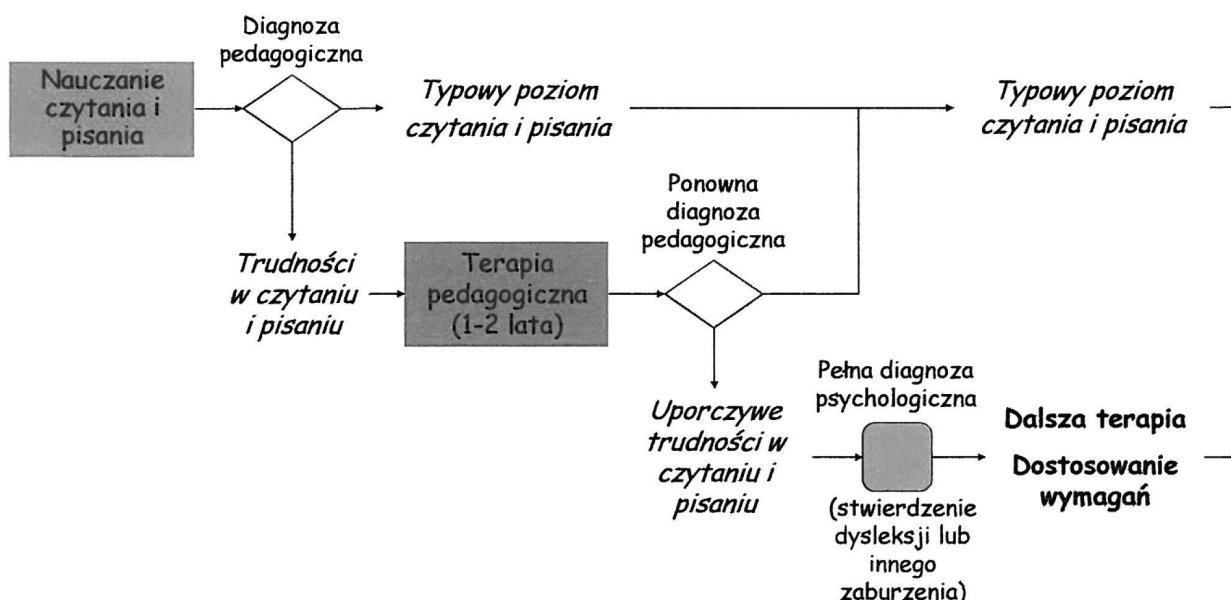 Diagnoza
pedagogiczna
Nauczanie
czytania i
pisania
Typowy poziom
czytania i pisania
Typowy poziom
czytania i pisania
Ponowna
diagnoza
pedagogiczna
Trudności
w czytaniu
i pisaniu
Terapia
pedagogiczna
(1-2 lata)
Pełna diagnoza
psychologiczna
Uporczywe
trudności w
czytaniu i
pisaniu
Dalsza terapia
Dostosowanie
wymagań
(stwierdzenie
dysleksji lub
innego
zaburzenia)